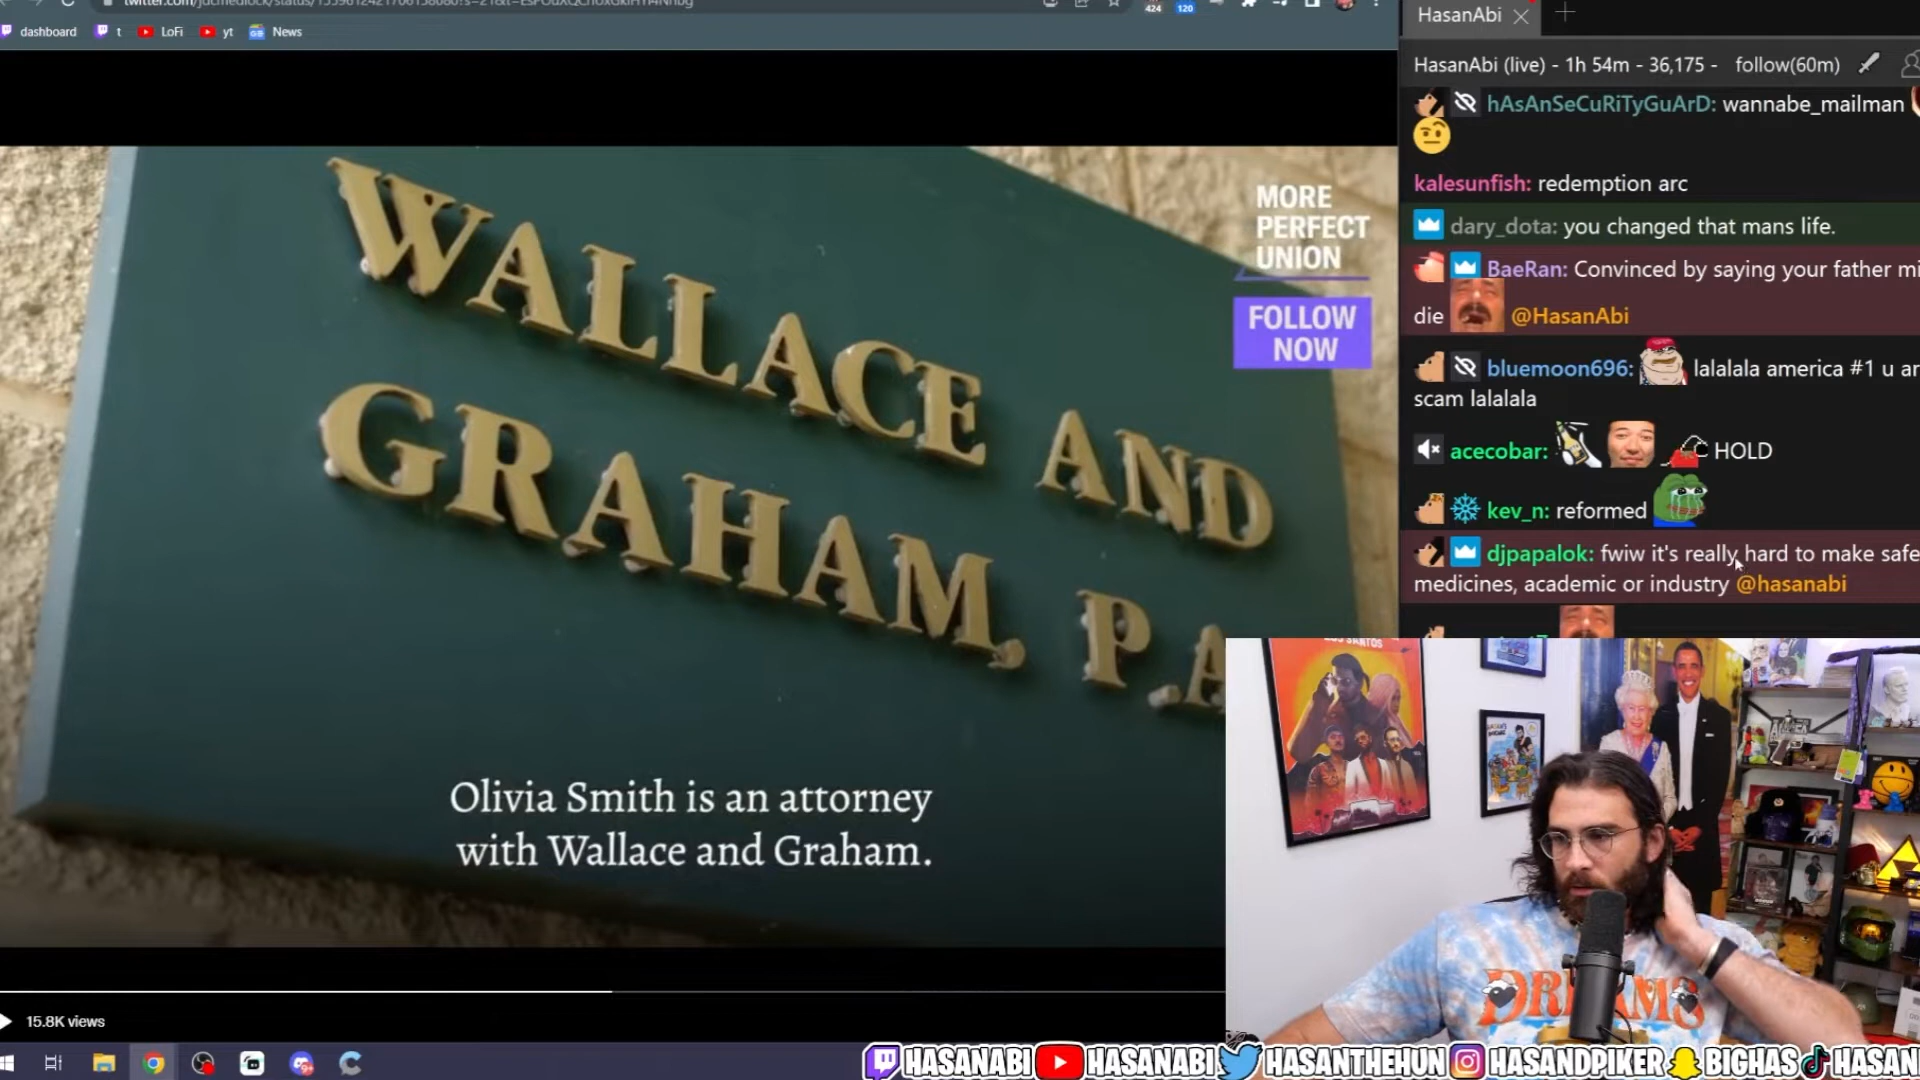 dashboard t LoFi yt News
424 120
HasanAbi
HasanAbi (live) - 1h 54m - 36,175 - follow(60m)
hAsAnSeCuRiTyGuArD: wannabe_mailman
kalesunfish: redemption arc
dary_dota: you changed that mans life.
BaeRan: Convinced by saying your father mi
die @HasanAbi
bluemoon696: lalalala america #1 u ar
scam lalalala
acecobar: HOLD
kev_n: reformed
djpapalok: fwiw it's really hard to make safe
medicines, academic or industry @hasanabi
MORE
PERFECT
UNION
FOLLOW
NOW
WALLACE AND
GRAHAM, P.A
Olivia Smith is an attorney
with Wallace and Graham.
15.8K views
DREAMS
HASANABI HASANABI HASANTHEHUN HASANDPIKER BIGHAS HASAN